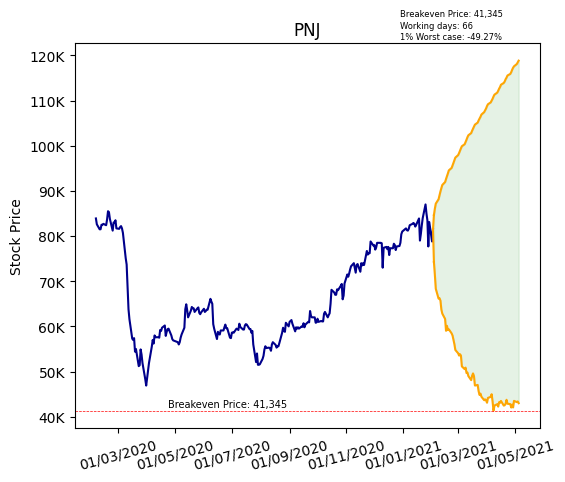 Breakeven Price: 41,345
Working days: 66
1% Worst case: -49.27%
PNJ
120K
110K
100K
90K
80K
70K
60K
50K
40K
Stock Price
Breakeven Price: 41,345
01/03/2020
01/05/2020
01/07/2020
01/09/2020
01/11/2020
01/01/2021
01/03/2021
01/05/2021